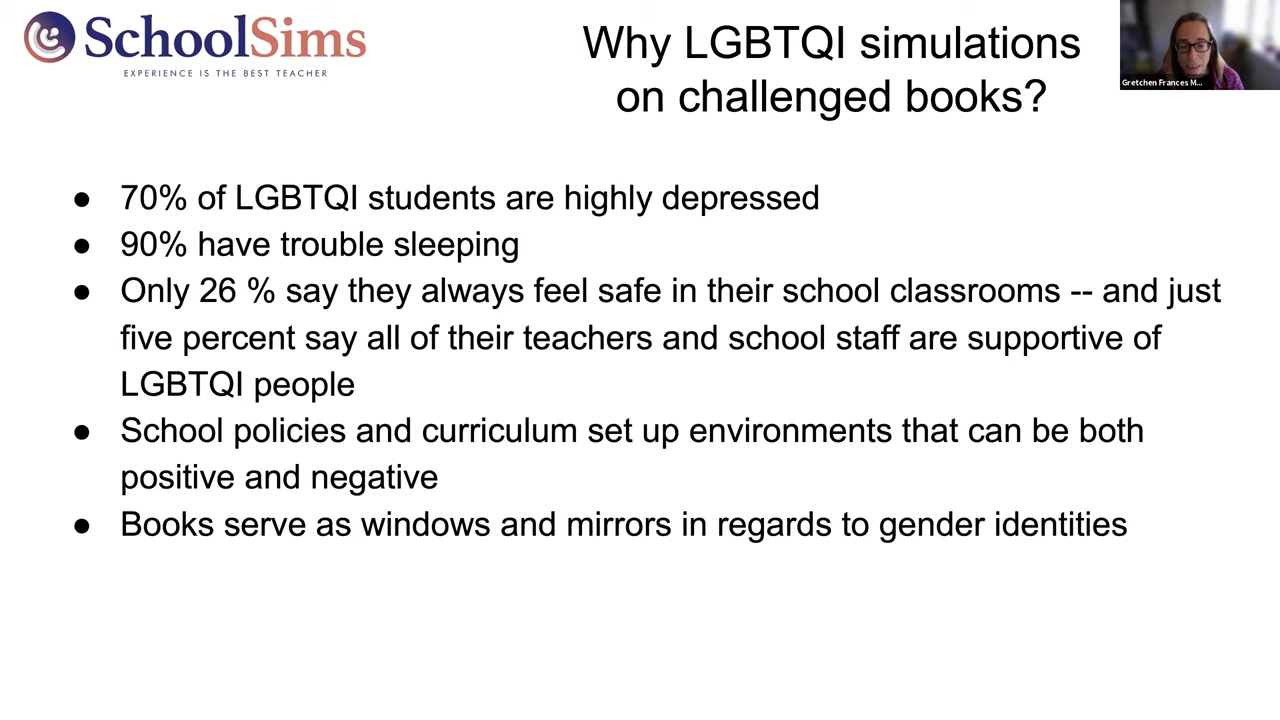 SchoolSims
EXPERIENCE IS THE BEST TEACHER
Why LGBTQI simulations
on challenged books?
Gretchen Frances M...
● 70% of LGBTQI students are highly depressed
● 90% have trouble sleeping
● Only 26 % say they always feel safe in their school classrooms -- and just
five percent say all of their teachers and school staff are supportive of
LGBTQI people
● School policies and curriculum set up environments that can be both
positive and negative
● Books serve as windows and mirrors in regards to gender identities